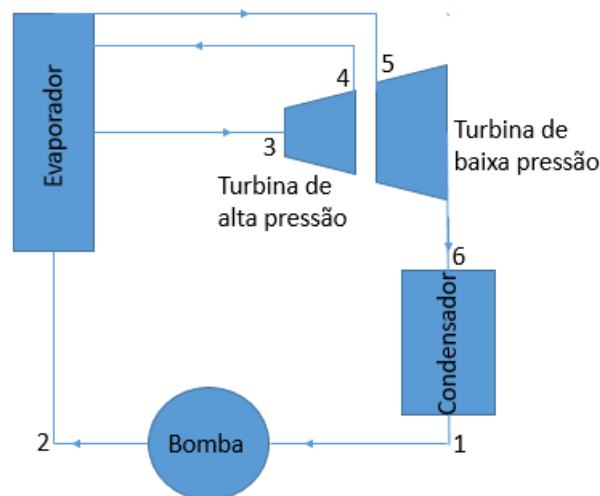 Evaporador
4
5
3
Turbina de
alta pressão
Turbina de
baixa pressão
6
Condensador
2
Bomba
1